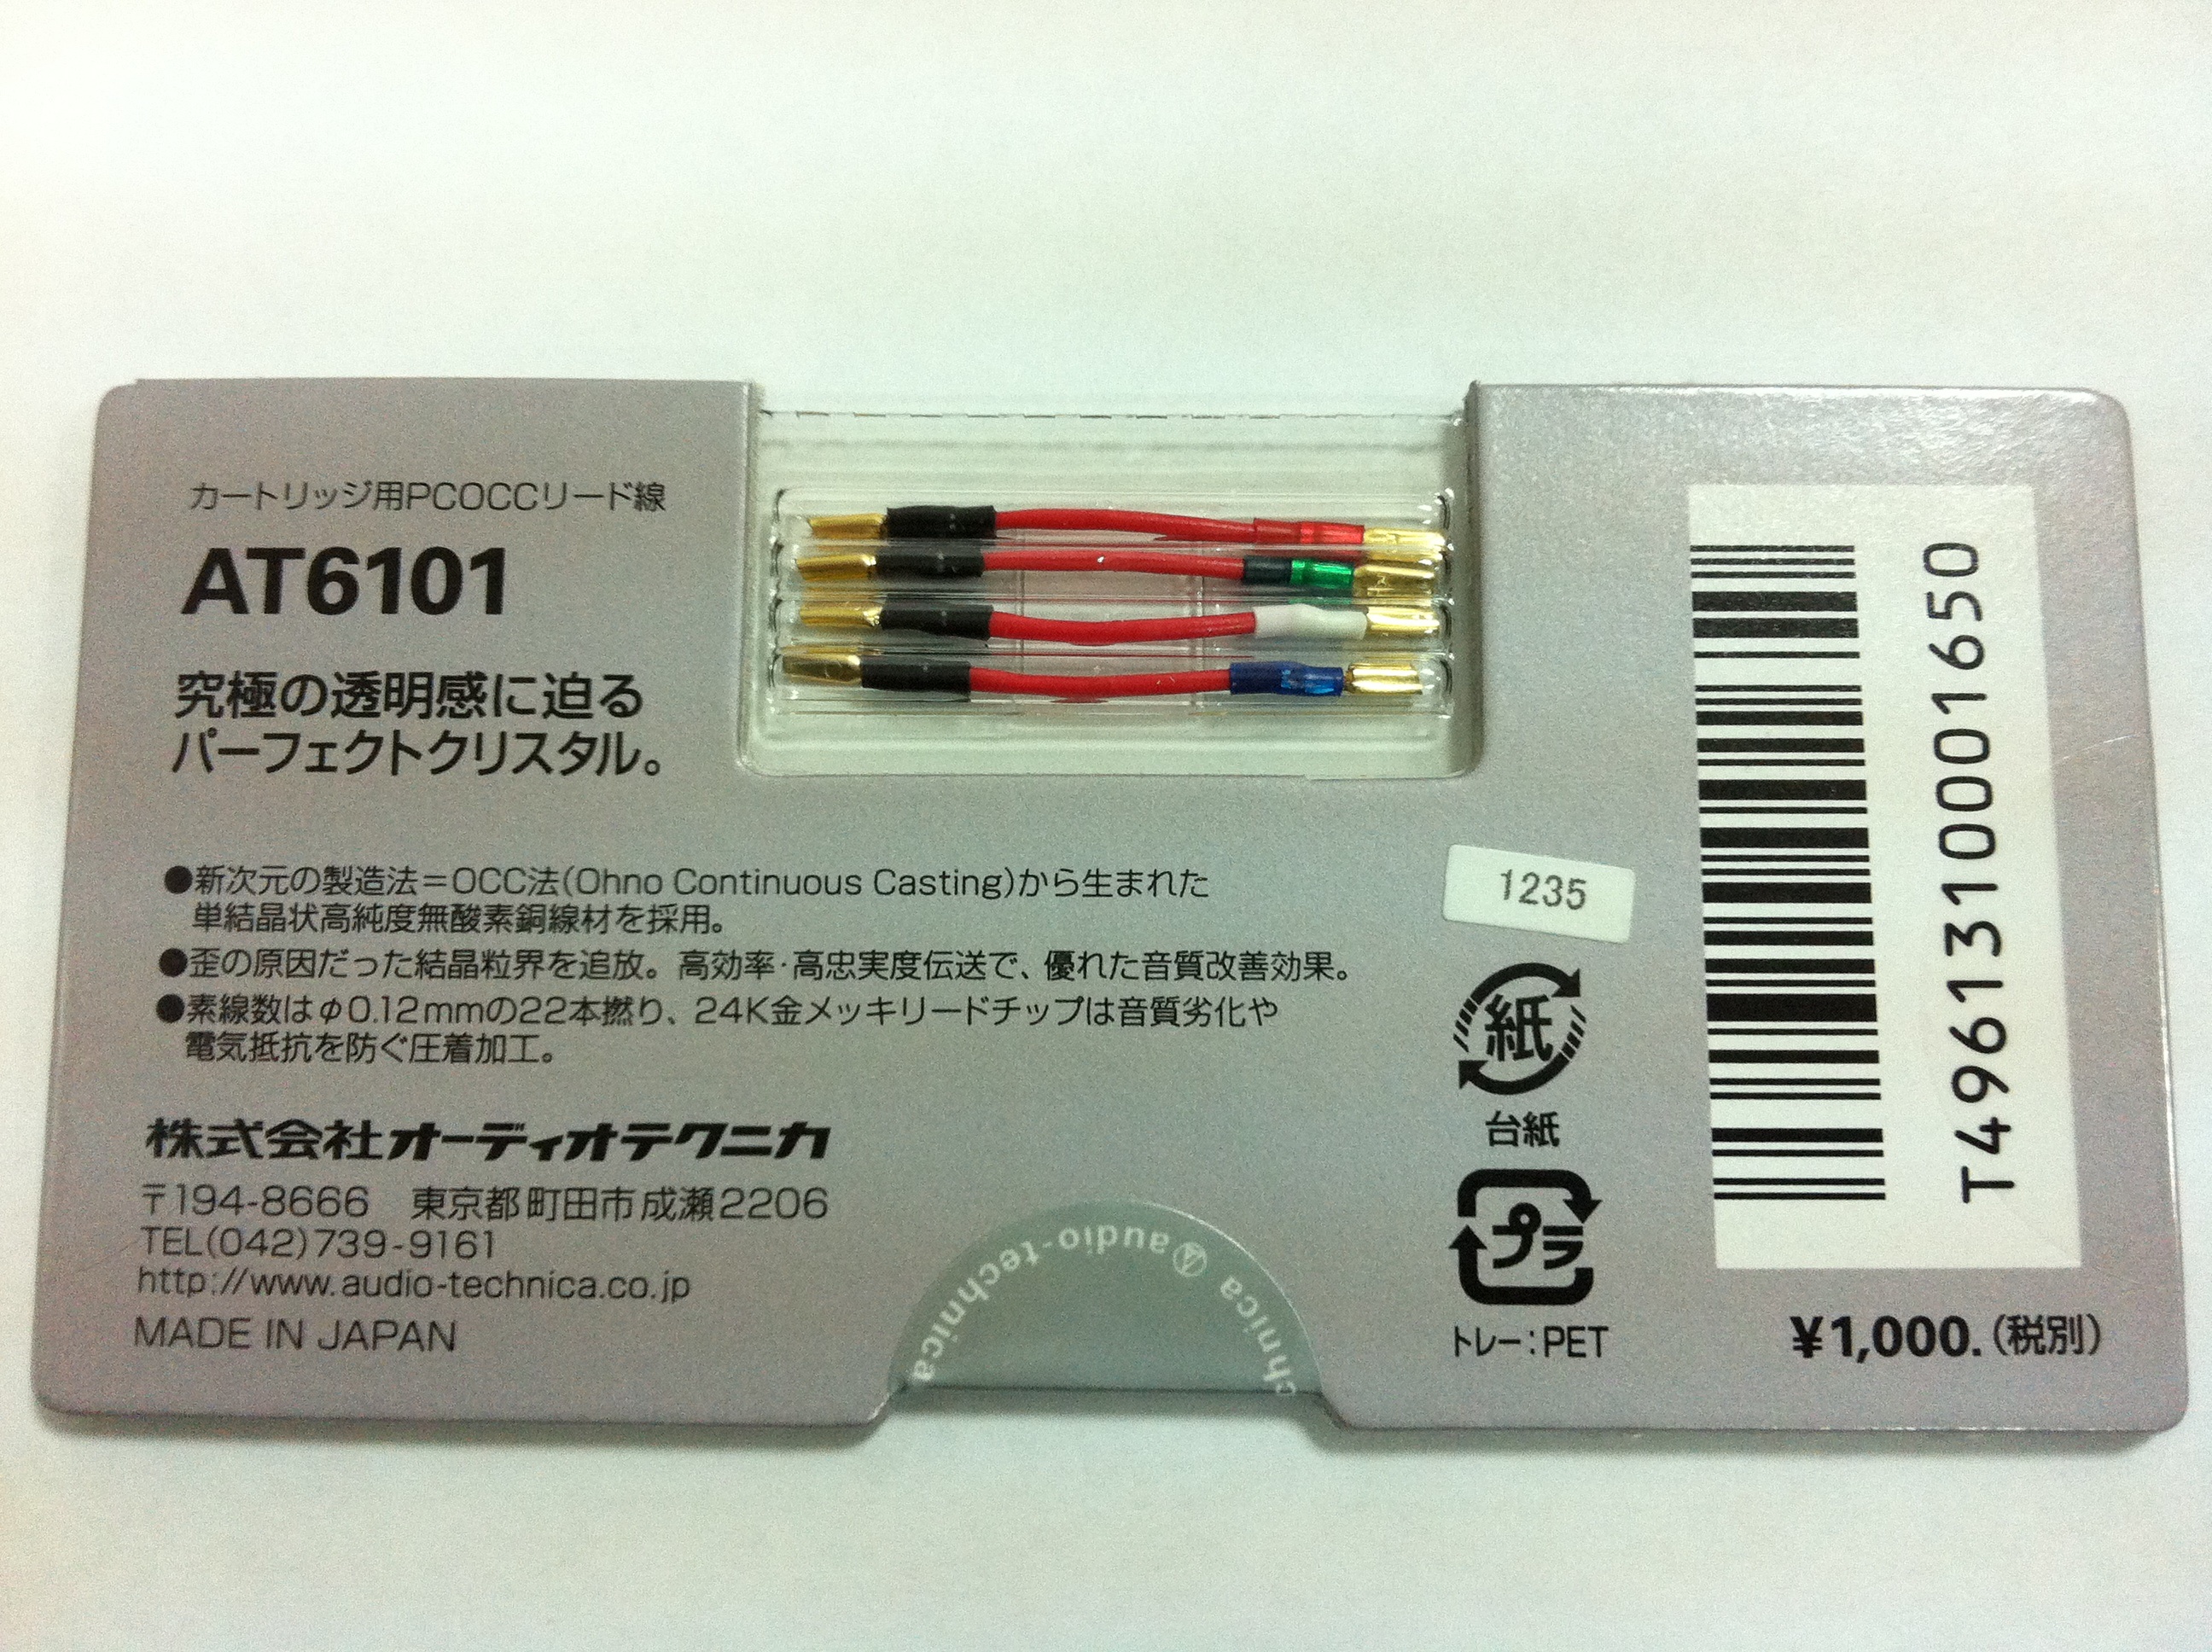 カートリッジ用PCOCCリード線
AT6101
究極の透明感に迫る
パーフェクトクリスタル。
●新次元の製造法＝OCC法(Ohno Continuous Casting)から生まれた
単結晶状高純度無酸素銅線材を採用。
●歪の原因だった結晶粒界を追放。高効率·高忠実度伝送で、優れた音質改善効果。
●素線数はφ0.12mmの22本撚り、24K金メッキリードチップは音質劣化や
電気抵抗を防ぐ圧着加工。
株式会社オーディオテクニカ
〒194-8666 東京都町田市成瀬2206
TEL(042)739-9161
http://www.audio-technica.co.jp
MADE IN JAPAN
audio-technica
chnica
1235
紙
台紙
プラ
トレー:PET
T4961310001650
¥1,000.(税別)